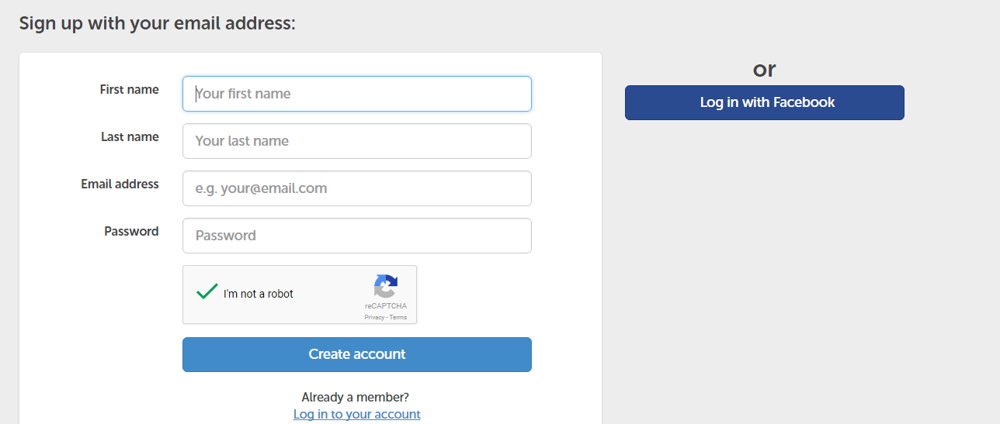 Sign up with your email address:
First name
Your first name
Last name
Your last name
Email address
e.g. your@email.com
Password
Password
I'm not a robot
reCAPTCHA
Privacy - Terms
Create account
Already a member?
Log in to your account
or
Log in with Facebook